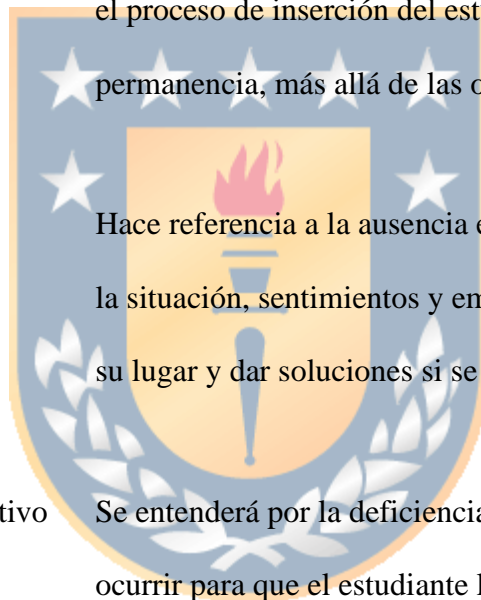 el proceso de inserción del est
permanencia, más allá de las o
Hace referencia a la ausencia e
la situación, sentimientos y em
su lugar y dar soluciones si se
tivo Se entenderá por la deficiencia
ocurrir para que el estudiante l